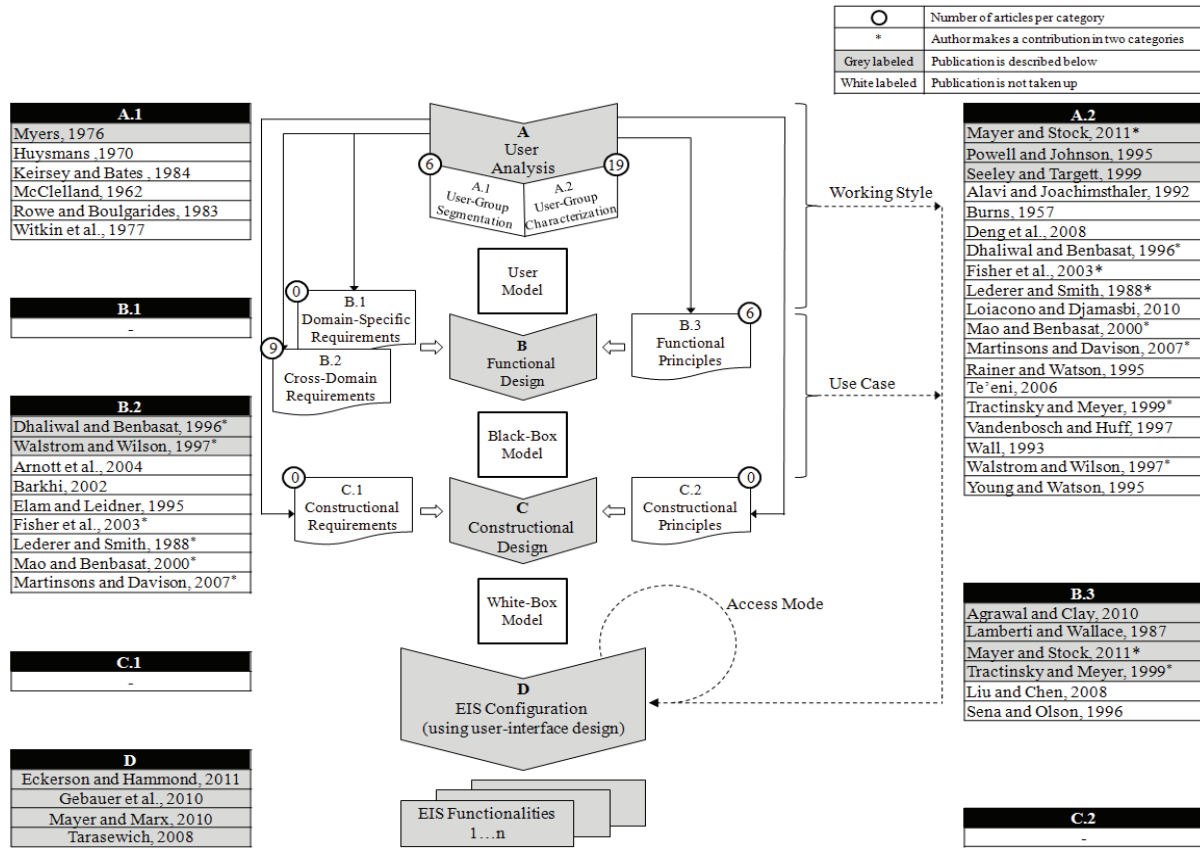 Number of articles per category
* Author makes a contribution in two categories
Grey labeled Publication is described below
White labeled Publication is not taken up
A.1
Myers, 1976
Huysmans ,1970
Keirsey and Bates, 1984
McClelland, 1962
Rowe and Boulgarides, 1983
Witkin et al., 1977
B.1
-
B.2
Dhaliwal and Benbasat, 1996*
Walstrom and Wilson, 1997*
Arnott et al., 2004
Barkhi, 2002
Elam and Leidner, 1995
Fisher et al., 2003*
Lederer and Smith, 1988*
Mao and Benbasat, 2000*
Martinsons and Davison, 2007*
C.1
-
D
Eckerson and Hammond, 2011
Gebauer et al., 2010
Mayer and Marx, 2010
Tarasewich, 2008
A
User
Analysis
6
19
A.1
User-Group
Segmentation
A.2
User-Group
Characterization
User
Model
0
B.1
Domain-Specific
Requirements
9
B.2
Cross-Domain
Requirements
B
Functional
Design
6
B.3
Functional
Principles
Black-Box
Model
0
C.1
Constructional
Requirements
C
Constructional
Design
0
C.2
Constructional
Principles
White-Box
Model
D
EIS Configuration
(using user-interface design)
EIS Functionalities
1…n
Working Style
Use Case
Access Mode
A.2
Mayer and Stock, 2011*
Powell and Johnson, 1995
Seeley and Targett, 1999
Alavi and Joachimsthaler, 1992
Burns, 1957
Deng et al., 2008
Dhaliwal and Benbasat, 1996*
Fisher et al., 2003*
Lederer and Smith, 1988*
Loiacono and Djamasbi, 2010
Mao and Benbasat, 2000*
Martinsons and Davison, 2007*
Rainer and Watson, 1995
Te’eni, 2006
Tractinsky and Meyer, 1999*
Vandenbosch and Huff, 1997
Wall, 1993
Walstrom and Wilson, 1997*
Young and Watson, 1995
B.3
Agrawal and Clay, 2010
Lamberti and Wallace, 1987
Mayer and Stock, 2011*
Tractinsky and Meyer, 1999*
Liu and Chen, 2008
Sena and Olson, 1996
C.2
-